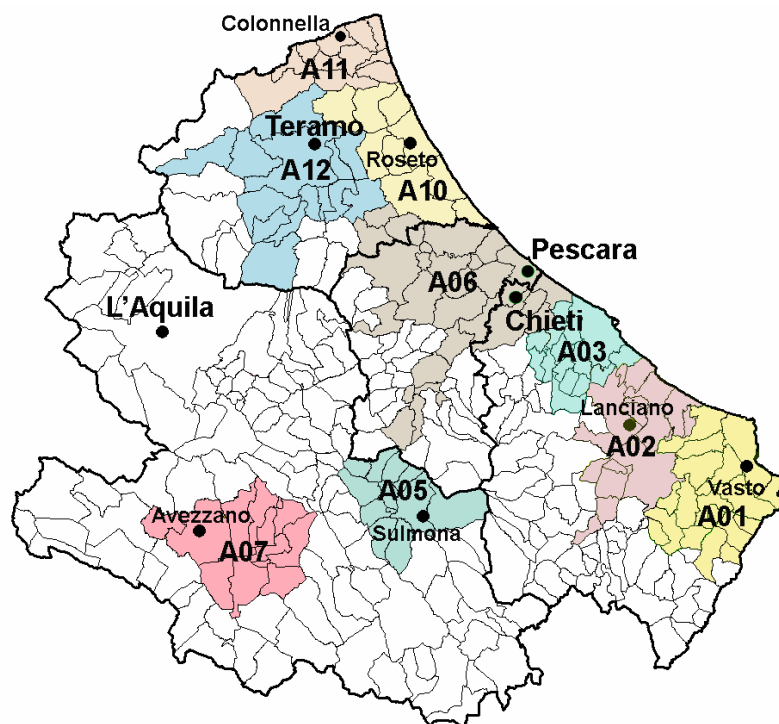 Colonnella
A11
Teramo
A12
Roseto
A10
Pescara
A06
L'Aquila
Chieti
A03
Lanciano
A02
A05
Vasto
A01
Avezzano
Sulmona
A07